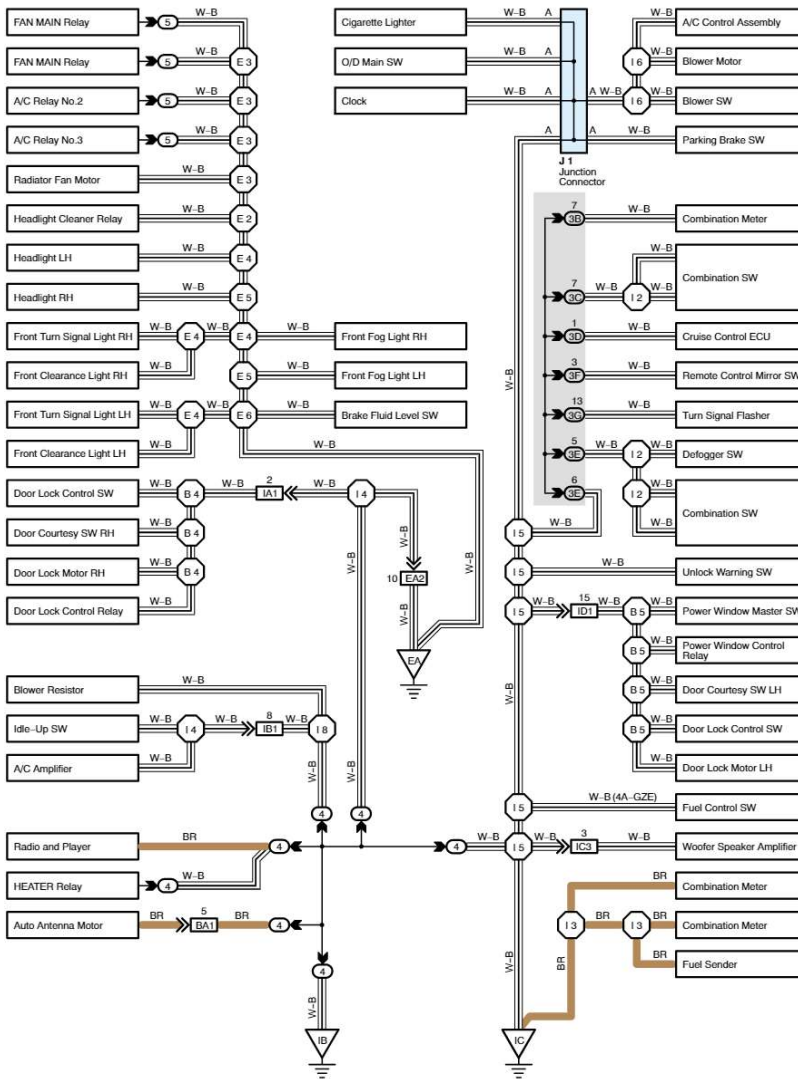 FAN MAIN Relay 5 W–B
Cigarette Lighter W–B A
W–B A/C Control Assembly
FAN MAIN Relay 5 W–B E 3
O/D Main SW W–B A
I 6 W–B Blower Motor
A/C Relay No.2 5 W–B E 3
Clock W–B A
A W–B I 6 W–B Blower SW
A/C Relay No.3 5 W–B E 3
A A W–B Parking Brake SW
J 1
Junction
Connector
Radiator Fan Motor W–B E 3
Headlight Cleaner Relay W–B E 2
7
3B W–B Combination Meter
Headlight LH W–B E 4
W–B
Combination SW
Headlight RH W–B E 5
7
3C W–B I 2 W–B
Front Turn Signal Light RH W–B E 4 W–B E 4 W–B Front Fog Light RH
1
3D W–B Cruise Control ECU
Front Clearance Light RH W–B E 5 W–B Front Fog Light LH
W–B
3
3F W–B Remote Control Mirror SW
Front Turn Signal Light LH W–B E 4 W–B E 6 W–B Brake Fluid Level SW
13
3G W–B Turn Signal Flasher
Front Clearance Light LH W–B
W–B
5
3E W–B I 2 W–B Defogger SW
Door Lock Control SW W–B B 4 W–B
2
IA1 W–B I 4 W–B
6
3E I 2 W–B
Combination SW
Door Courtesy SW RH W–B B 4
W–B
I 5 W–B
W–B
Door Lock Motor RH W–B B 4
W–B
10 EA2
I 5 W–B Unlock Warning SW
Door Lock Control Relay W–B
W–B
I 5 W–B
15
ID1 W–B B 5 W–B Power Window Master SW
EA
B 5 W–B Power Window Control
Relay
Blower Resistor W–B
W–B
B 5 W–B Door Courtesy SW LH
Idle–Up SW W–B I 4 W–B
8
IB1 W–B I 8
B 5 W–B Door Lock Control SW
A/C Amplifier W–B
W–B
W–B
W–B Door Lock Motor LH
4
4
I 5 W–B (4A–GZE) Fuel Control SW
Radio and Player BR 4
4 W–B I 5 W–B
3
IC3 W–B Woofer Speaker Amplifier
HEATER Relay 4 W–B
BR Combination Meter
Auto Antenna Motor BR
5
BA1 BR 4
I 3 BR I 3 BR Combination Meter
4
W–B
BR
BR Fuel Sender
W–B
IB
IC